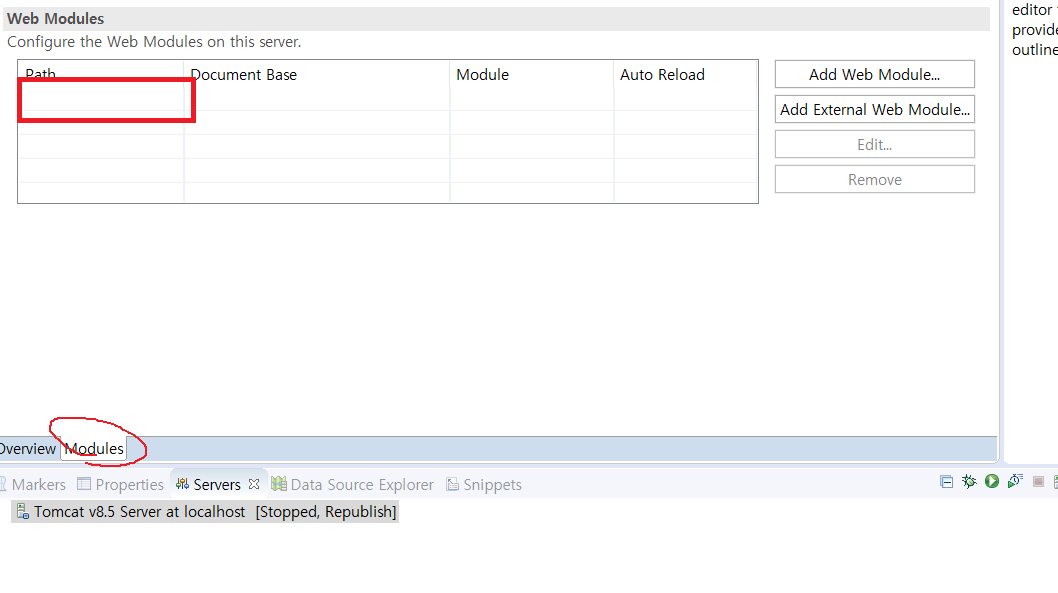 Web Modules
Configure the Web Modules on this server.
Path Document Base Module Auto Reload
Add Web Module...
Add External Web Module...
Edit...
Remove
editor
provide
outline
Overview Modules
Markers Properties Servers Data Source Explorer Snippets
Tomcat v8.5 Server at localhost [Stopped, Republish]